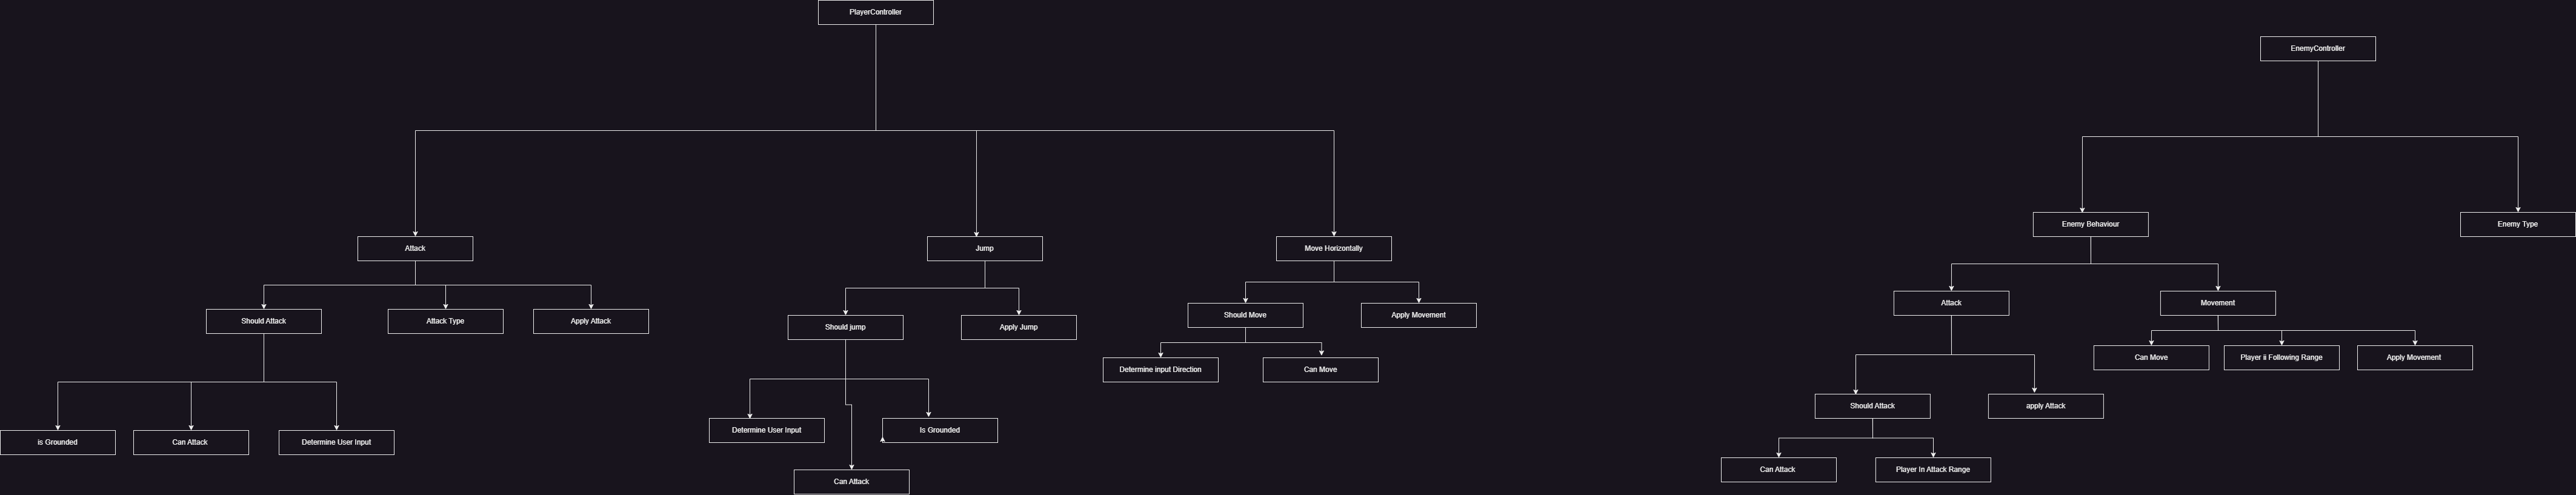 PlayerController
EnemyController
Enemy Behaviour
Enemy Type
Attack
Jump
Move Horizontally
Attack
Movement
Should Attack
Attack Type
Apply Attack
Should jump
Apply Jump
Should Move
Apply Movement
Can Move
Player ii Following Range
Apply Movement
Determine input Direction
Can Move
Should Attack
apply Attack
is Grounded
Can Attack
Determine User Input
Determine User Input
Is Grounded
Can Attack
Player In Attack Range
Can Attack